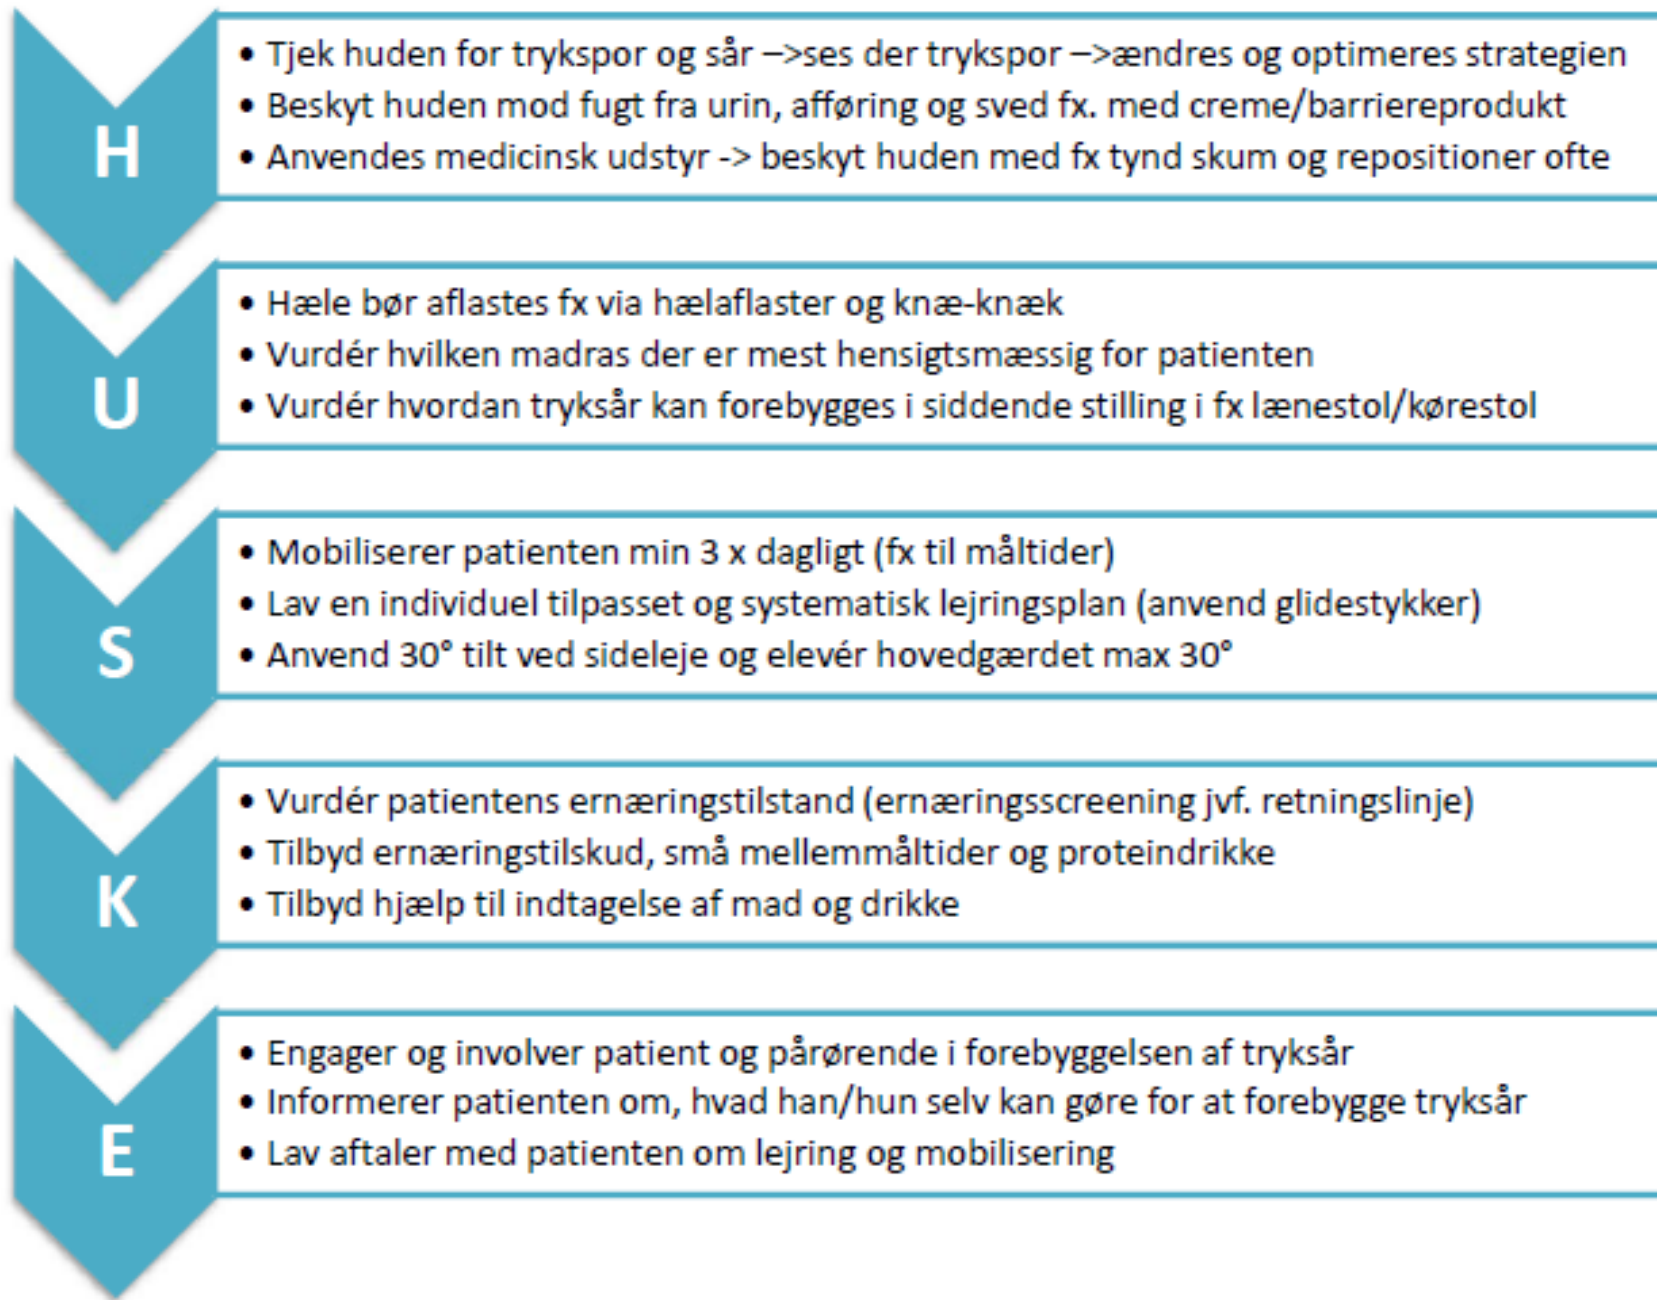 H
• Tjek huden for trykspor og sår –>ses der trykspor –>ændres og optimeres strategien
• Beskyt huden mod fugt fra urin, afføring og sved fx. med creme/barriereprodukt
• Anvendes medicinsk udstyr -> beskyt huden med fx tynd skum og repositioner ofte
U
• Hæle bør aflastes fx via hælaflaster og knæ-knæk
• Vurdér hvilken madras der er mest hensigtsmæssig for patienten
• Vurdér hvordan tryksår kan forebygges i siddende stilling i fx lænestol/kørestol
S
• Mobiliserer patienten min 3 x dagligt (fx til måltider)
• Lav en individuel tilpasset og systematisk lejringsplan (anvend glidestykker)
• Anvend 30° tilt ved sideleje og elevér hovedgærdet max 30°
K
• Vurdér patientens ernæringstilstand (ernæringsscreening jvf. retningslinje)
• Tilbyd ernæringstilskud, små mellemmåltider og proteindrikke
• Tilbyd hjælp til indtagelse af mad og drikke
E
• Engager og involver patient og pårørende i forebyggelsen af tryksår
• Informerer patienten om, hvad han/hun selv kan gøre for at forebygge tryksår
• Lav aftaler med patienten om lejring og mobilisering